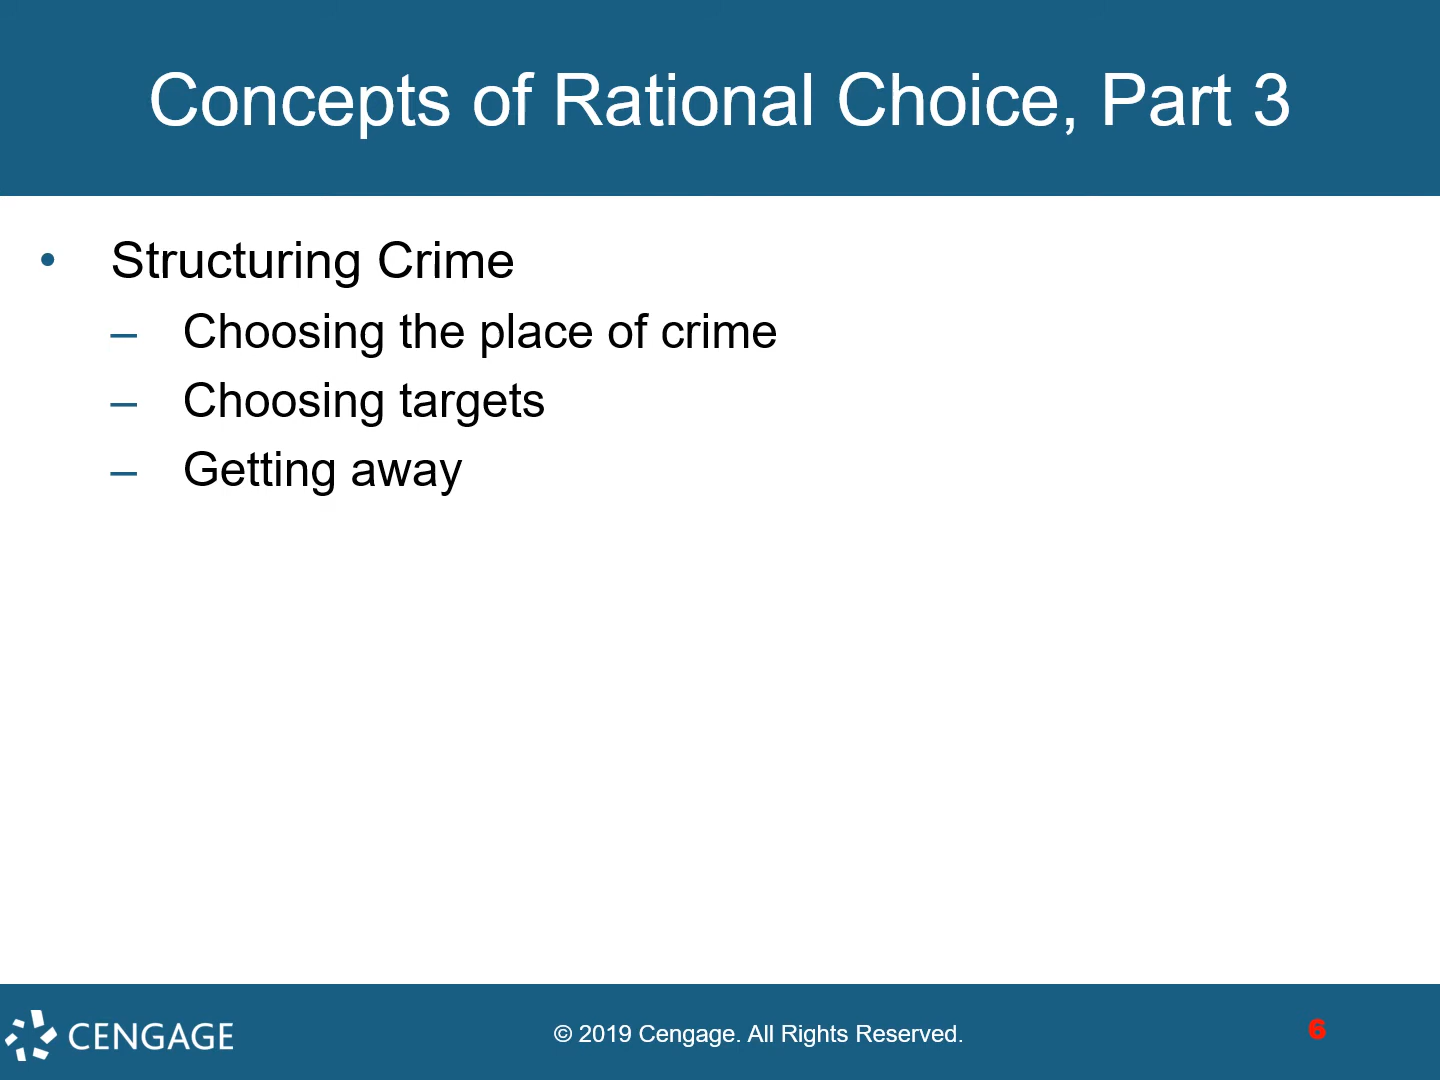 Concepts of Rational Choice, Part 3
• Structuring Crime
– Choosing the place of crime
– Choosing targets
– Getting away
CENGAGE
© 2019 Cengage. All Rights Reserved.
6